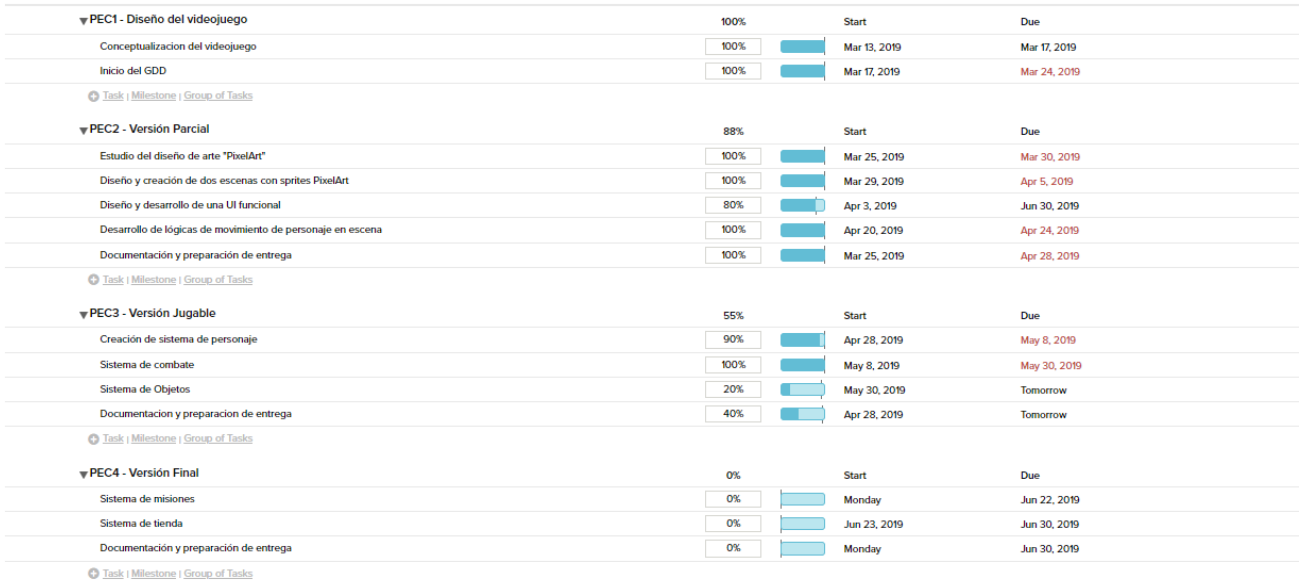 PEC1 - Diseño del videojuego 100% Start Due
Conceptualizacion del videojuego 100% Mar 13, 2019 Mar 17, 2019
Inicio del GDD 100% Mar 17, 2019 Mar 24, 2019
Task | Milestone | Group of Tasks
PEC2 - Versión Parcial 88% Start Due
Estudio del diseño de arte "PixelArt" 100% Mar 25, 2019 Mar 30, 2019
Diseño y creación de dos escenas con sprites PixelArt 100% Mar 29, 2019 Apr 5, 2019
Diseño y desarrollo de una UI funcional 80% Apr 3, 2019 Jun 30, 2019
Desarrollo de lógicas de movimiento de personaje en escena 100% Apr 20, 2019 Apr 24, 2019
Documentación y preparación de entrega 100% Mar 25, 2019 Apr 28, 2019
Task | Milestone | Group of Tasks
PEC3 - Versión Jugable 55% Start Due
Creación de sistema de personaje 90% Apr 28, 2019 May 8, 2019
Sistema de combate 100% May 8, 2019 May 30, 2019
Sistema de Objetos 20% May 30, 2019 Tomorrow
Documentacion y preparacion de entrega 40% Apr 28, 2019 Tomorrow
Task | Milestone | Group of Tasks
PEC4 - Versión Final 0% Start Due
Sistema de misiones 0% Monday Jun 22, 2019
Sistema de tienda 0% Jun 23, 2019 Jun 30, 2019
Documentación y preparación de entrega 0% Monday Jun 30, 2019
Task | Milestone | Group of Tasks